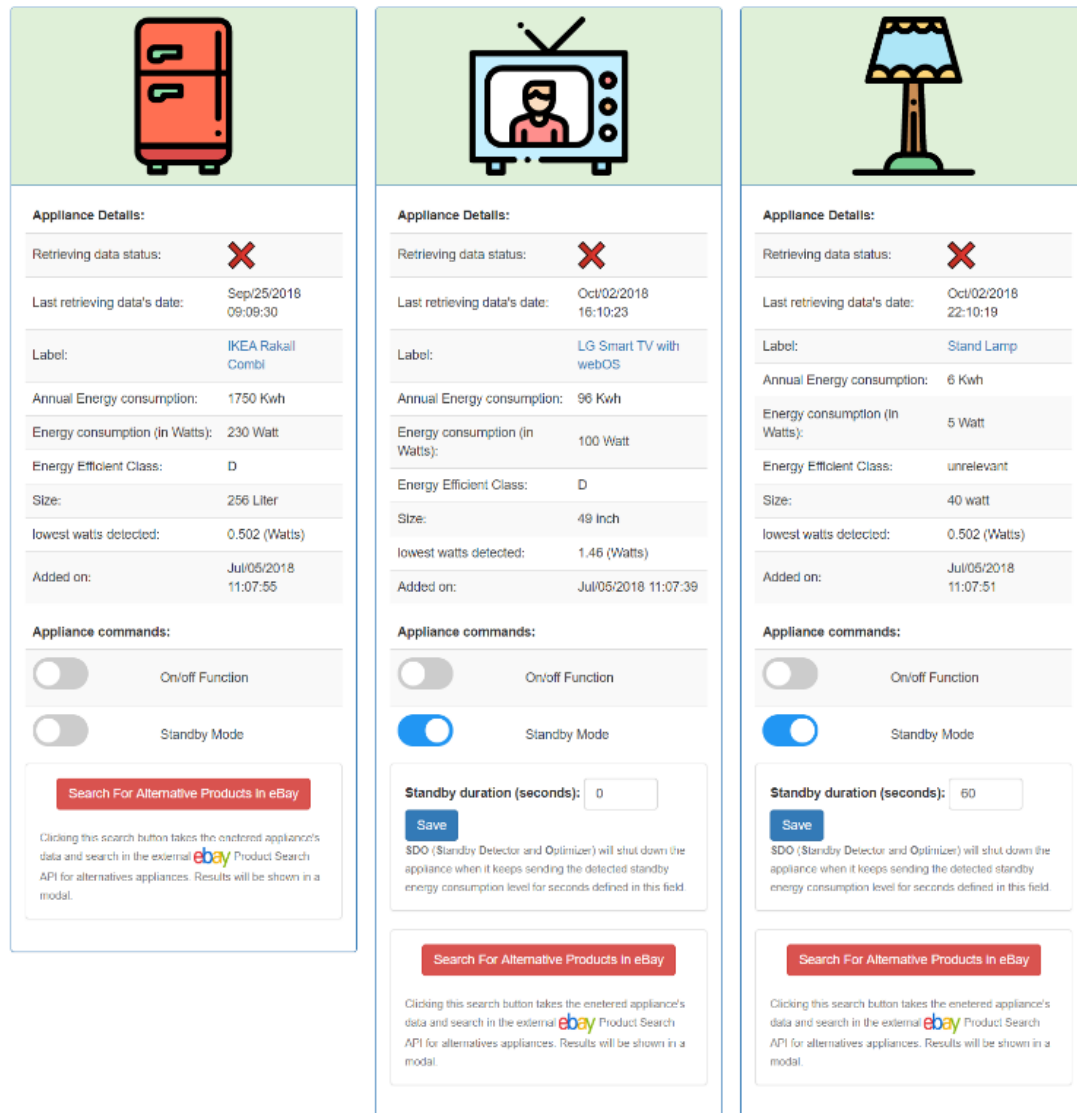 Appliance Details:
Retrieving data status:
Last retrieving data's date:
Sep/25/2018
09:09:30
Label:
IKEA Rakall
Combi
Annual Energy consumption:
1750 Kwh
Energy consumption (in Watts):
230 Watt
Energy Efficient Class:
D
Size:
256 Liter
lowest watts detected:
0.502 (Watts)
Added on:
Jul/05/2018
11:07:55
Appliance commands:
On/off Function
Standby Mode
Search For Alternative Products In eBay
Clicking this search button takes the enetered appliance's
data and search in the external ebay Product Search
API for alternatives appliances. Results will be shown in a
modal.
Appliance Details:
Retrieving data status:
Last retrieving data's date:
Oct/02/2018
16:10:23
Label:
LG Smart TV with
webOS
Annual Energy consumption:
96 Kwh
Energy consumption (in
Watts):
100 Watt
Energy Efficient Class:
D
Size:
49 inch
lowest watts detected:
1.46 (Watts)
Added on:
Jul/05/2018 11:07:39
Appliance commands:
On/off Function
Standby Mode
Standby duration (seconds):
0
Save
SDO (Standby Detector and Optimizer) will shut down the
appliance when it keeps sending the detected standby
energy consumption level for seconds defined in this field.
Search For Alternative Products In eBay
Clicking this search button takes the enetered appliance's
data and search in the external ebay Product Search
API for alternatives appliances. Results will be shown in a
modal.
Appliance Details:
Retrieving data status:
Last retrieving data's date:
Oct/02/2018
22:10:19
Label:
Stand Lamp
Annual Energy consumption:
6 Kwh
Energy consumption (in
Watts):
5 Watt
Energy Efficient Class:
unrelevant
Size:
40 watt
lowest watts detected:
0.502 (Watts)
Added on:
Jul/05/2018
11:07:51
Appliance commands:
On/off Function
Standby Mode
Standby duration (seconds):
60
Save
SDO (Standby Detector and Optimizer) will shut down the
appliance when it keeps sending the detected standby
energy consumption level for seconds defined in this field.
Search For Alternative Products In eBay
Clicking this search button takes the enetered appliance's
data and search in the external ebay Product Search
API for alternatives appliances. Results will be shown in a
modal.